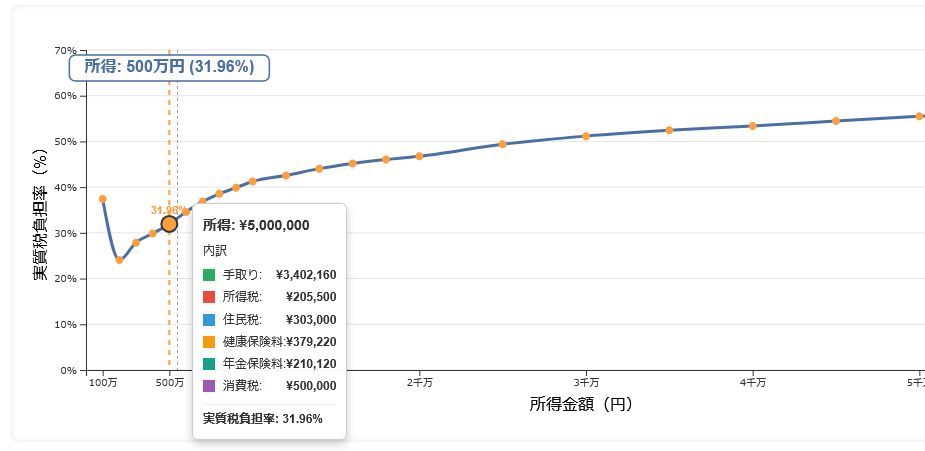 70%
所得: 500万円 (31.96%)
60%
50%
40%
30%
20%
10%
0%
実質税負担率（%）
31.96%
所得: ¥5,000,000
内訳
手取り: ¥3,402,160
所得税: ¥205,500
住民税: ¥303,000
健康保険料: ¥379,220
年金保険料: ¥210,120
消費税: ¥500,000
実質税負担率: 31.96%
100万 500万 2千万 3千万 4千万 5千
所得金額（円）